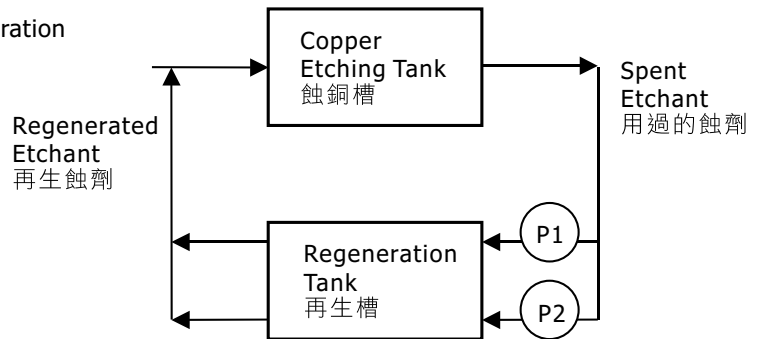 ration
Copper
Etching Tank
蝕銅槽
Spent
Etchant
用過的蝕劑
Regenerated
Etchant
再生蝕劑
P1
Regeneration
Tank
再生槽
P2